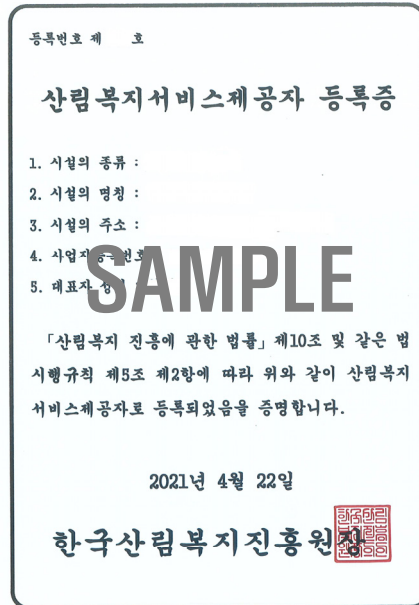 등록번호 제 호
산림복지서비스제공자 등록증
1. 시설의 종류 :
2. 시설의 명칭 :
3. 시설의 주소 :
4. 사업자등록번호
5. 대표자 성명 :
SAMPLE
「산림복지 진흥에 관한 법률」 제10조 및 같은 법
시행규칙 제5조 제2항에 따라 위와 같이 산림복지
서비스제공자로 등록되었음을 증명합니다.
2021년 4월 22일
한국산림복지진흥원장